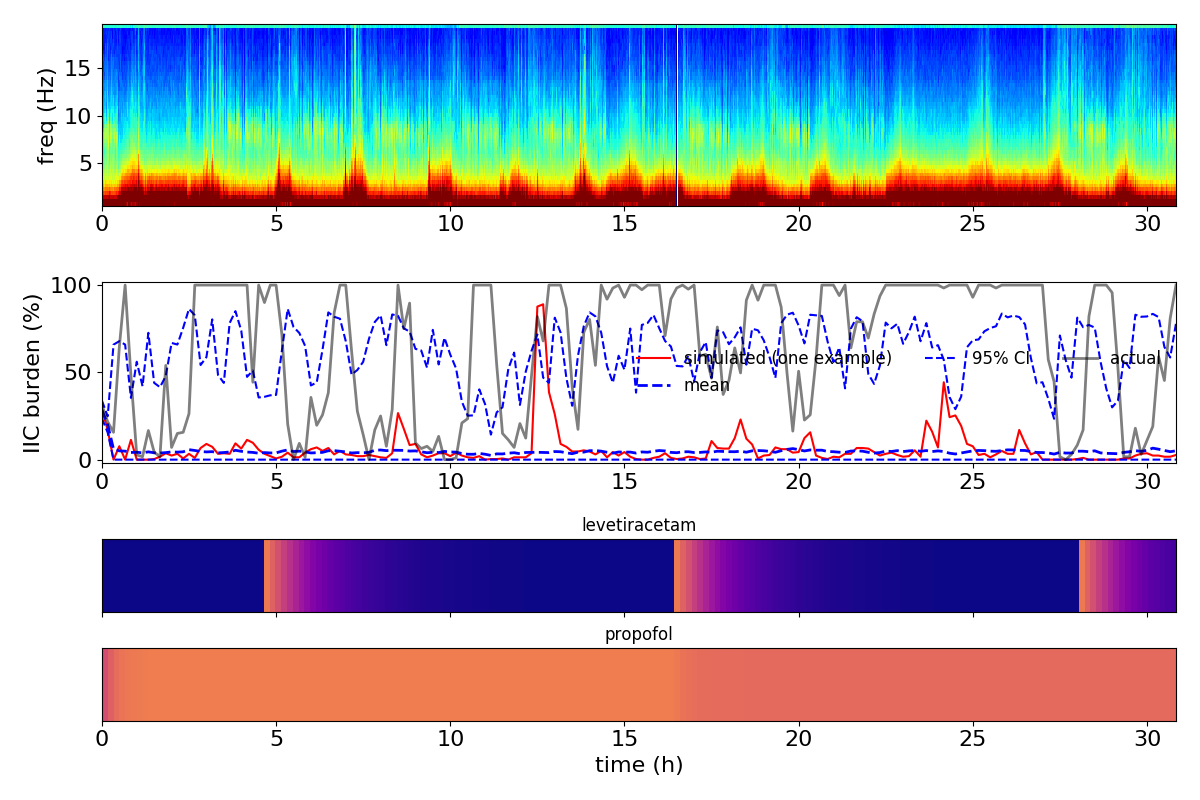 freq (Hz)
15
10
5
0 5 10 15 20 25 30
IIC burden (%)
100
50
0
simulated (one example) 95% CI actual
mean
0 5 10 15 20 25 30
levetiracetam
propofol
0 5 10 15 20 25 30
time (h)